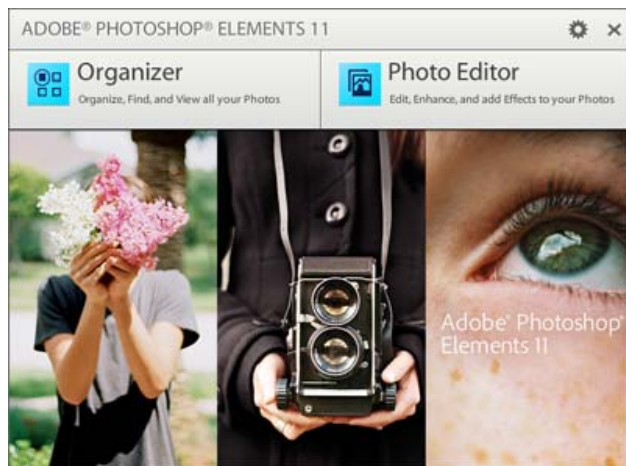 ADOBE® PHOTOSHOP® ELEMENTS 11
Organizer
Organize, Find, and View all your Photos
Photo Editor
Edit, Enhance, and add Effects to your Photos
Adobe® Photoshop®
Elements 11